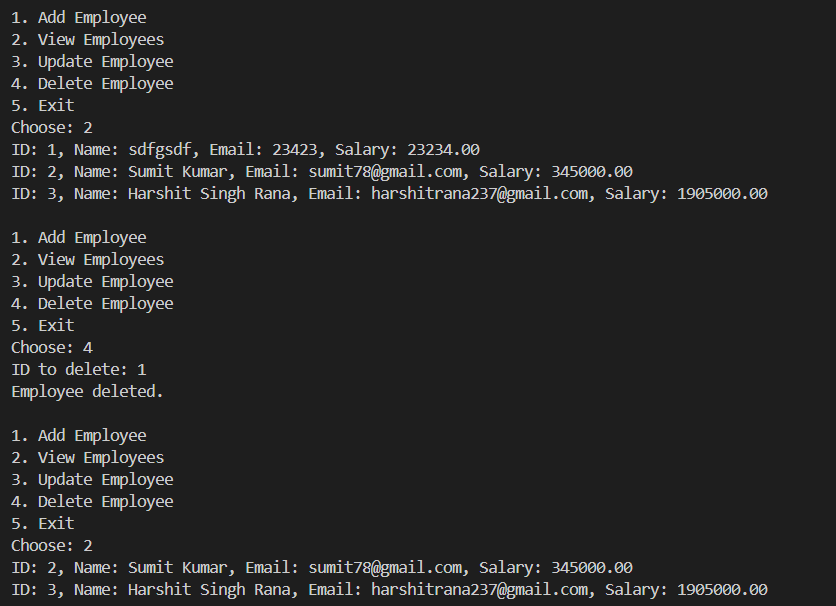 1. Add Employee
2. View Employees
3. Update Employee
4. Delete Employee
5. Exit
Choose: 2
ID: 1, Name: sdfgsdf, Email: 23423, Salary: 23234.00
ID: 2, Name: Sumit Kumar, Email: sumit78@gmail.com, Salary: 345000.00
ID: 3, Name: Harshit Singh Rana, Email: harshitrana237@gmail.com, Salary: 1905000.00
1. Add Employee
2. View Employees
3. Update Employee
4. Delete Employee
5. Exit
Choose: 4
ID to delete: 1
Employee deleted.
1. Add Employee
2. View Employees
3. Update Employee
4. Delete Employee
5. Exit
Choose: 2
ID: 2, Name: Sumit Kumar, Email: sumit78@gmail.com, Salary: 345000.00
ID: 3, Name: Harshit Singh Rana, Email: harshitrana237@gmail.com, Salary: 1905000.00